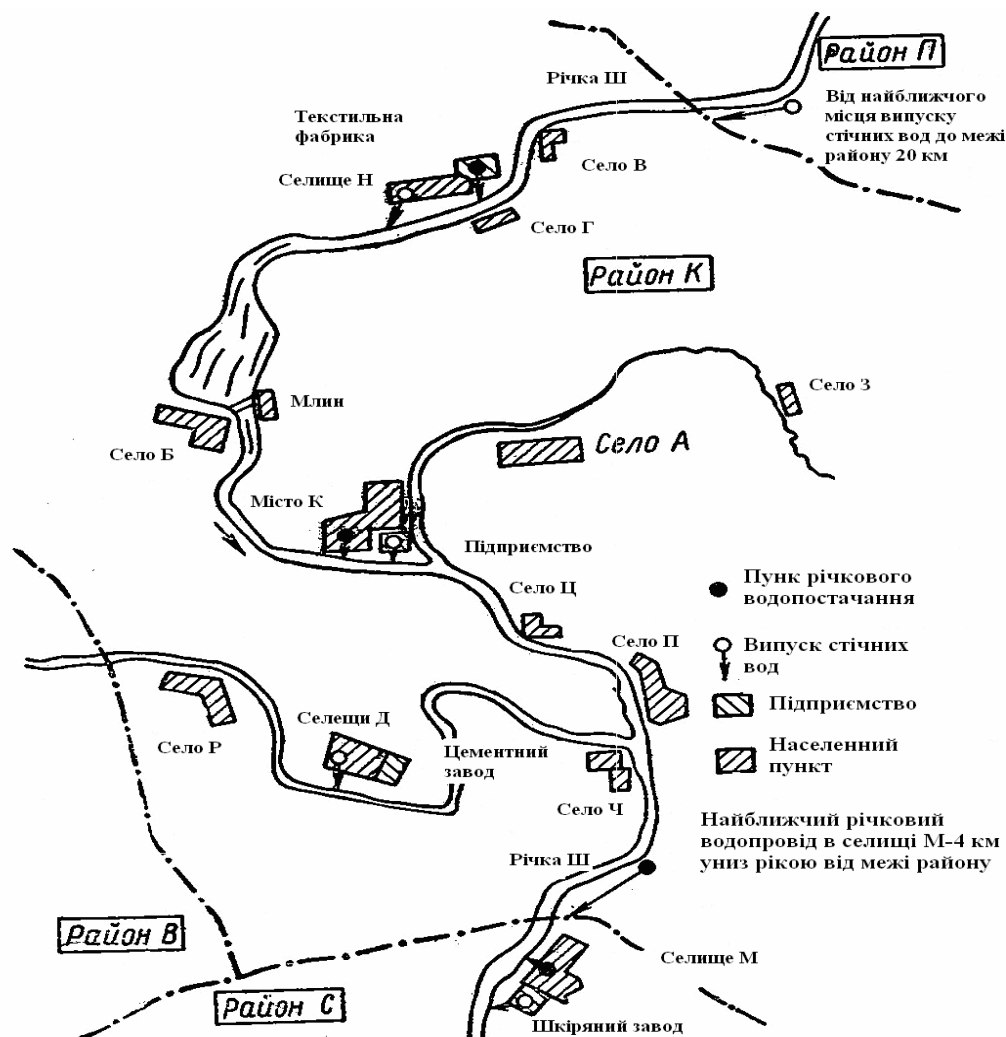 Район П
Річка Ш
Від найближчого
місця випуску
стічних вод до межі
району 20 км
Текстильна
фабрика
Селище Н
Село В
Село Г
Район К
Село З
Млин
Село А
Село Б
Місто К
Підприємство
Пунк річкового
водопостачання
Село Ц
Село П
Випуск стічних
вод
Підприємство
Населенний
пункт
Село Р
Селещи Д
Цементний
завод
Село Ч
Найближчий річковий
водопровід в селищі М-4 км
униз рікою від межі району
Річка Ш
Район В
Селище М
Район С
Шкіряний завод